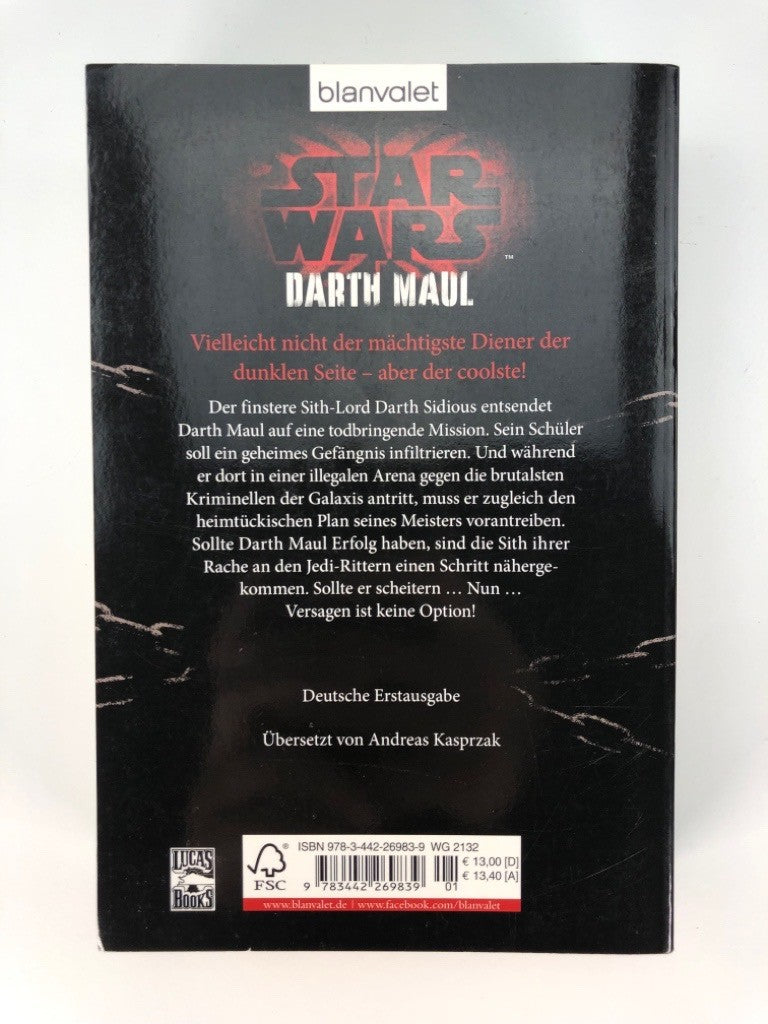 blanvalet
STAR
WARS
™
DARTH MAUL
Vielleicht nicht der mächtigste Diener der
dunklen Seite – aber der coolste!
Der finstere Sith-Lord Darth Sidious entsendet
Darth Maul auf eine todbringende Mission. Sein Schüler
soll ein geheimes Gefängnis infiltrieren. Und während
er dort in einer illegalen Arena gegen die brutalsten
Kriminellen der Galaxis antritt, muss er zugleich den
heimtückischen Plan seines Meisters vorantreiben.
Sollte Darth Maul Erfolg haben, sind die Sith ihrer
Rache an den Jedi-Rittern einen Schritt näherge-
kommen. Sollte er scheitern … Nun …
Versagen ist keine Option!
Deutsche Erstausgabe
Übersetzt von Andreas Kasprzak
LUCAS
BOOKS
®
FSC
ISBN 978-3-442-26983-9 WG 2132
€ 13,00 [D]
€ 13,40 [A]
9 783442 269839 01
www.blanvalet.de | www.facebook.com/blanvalet